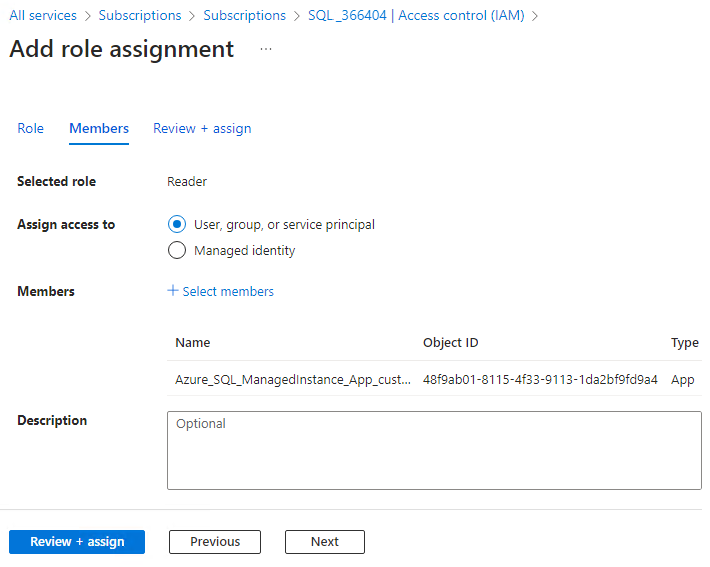 All services > Subscriptions > Subscriptions > SQL_366404 | Access control (IAM) >
Add role assignment ...
Role Members Review + assign
Selected role Reader
Assign access to User, group, or service principal
Managed identity
Members + Select members
Name Object ID Type
Azure_SQL_ManagedInstance_App_cust... 48f9ab01-8115-4f33-9113-1da2bf9fd9a4 App
Description Optional
Review + assign Previous Next